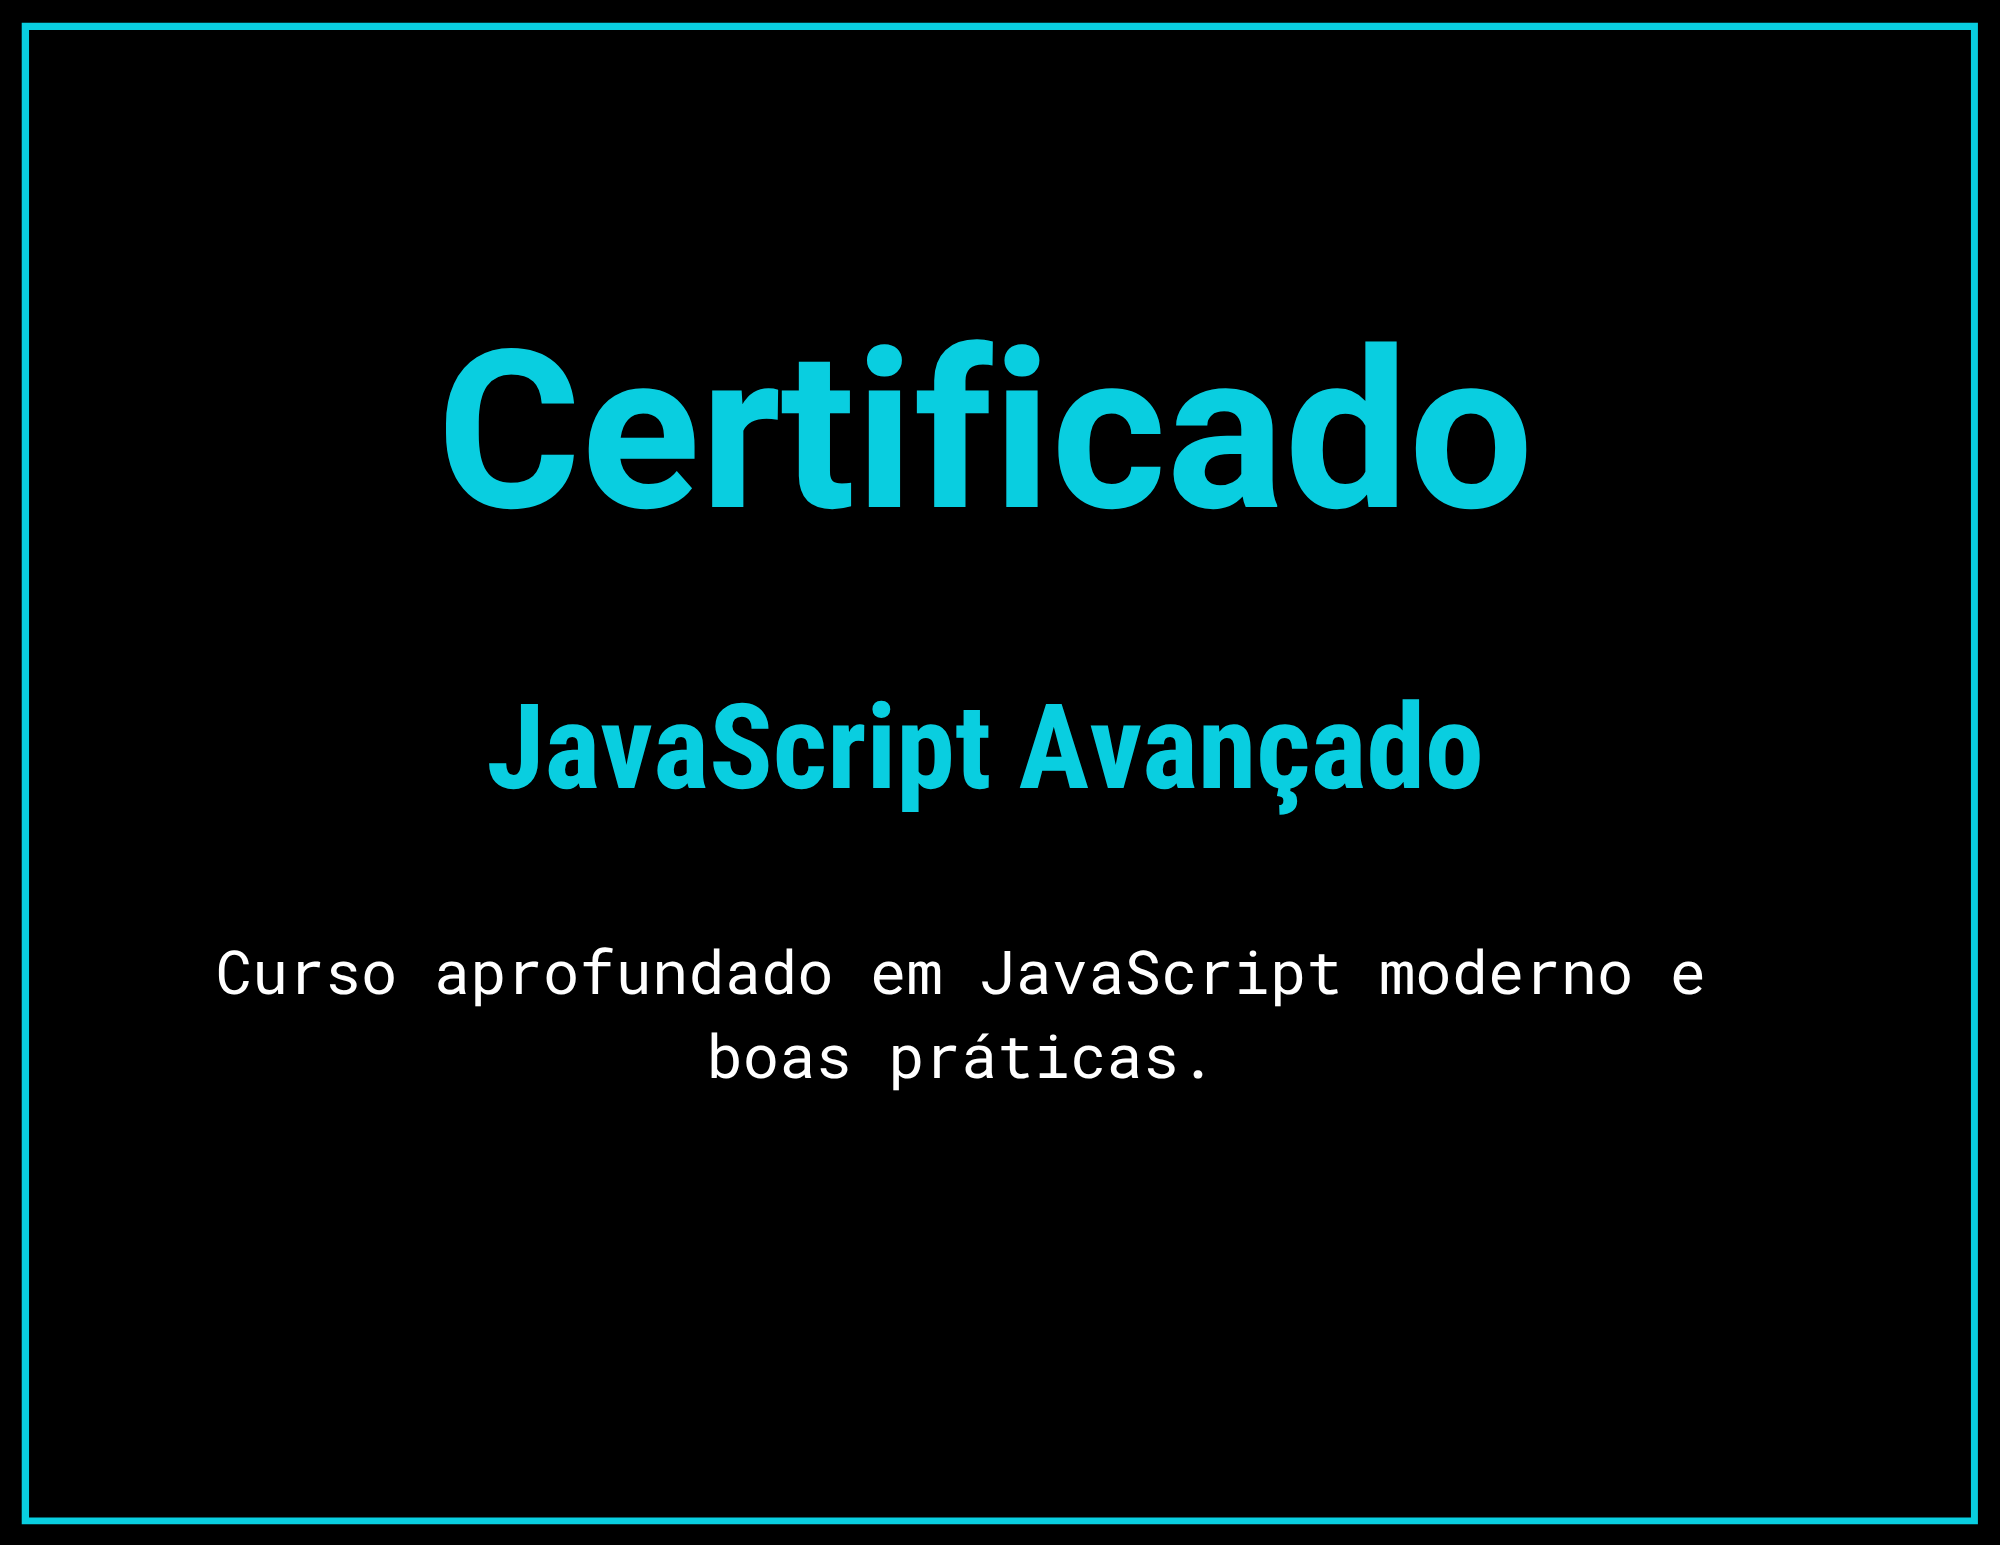 Certificado
JavaScript Avançado
Curso aprofundado em JavaScript moderno e
boas práticas.